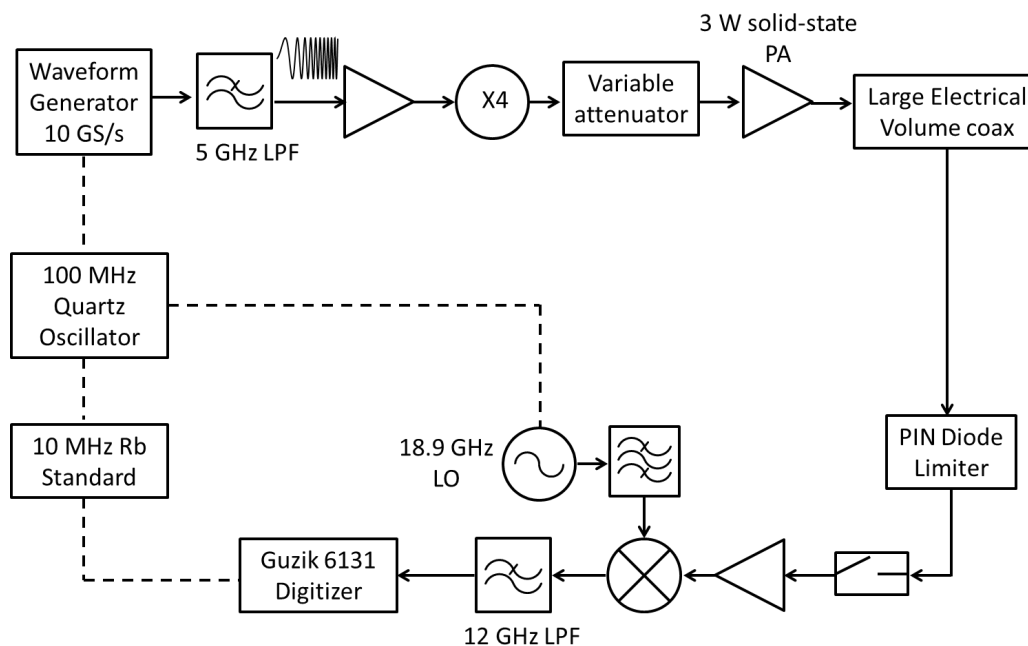 3 W solid-state
PA
Waveform
Generator
10 GS/s
5 GHz LPF
X4
Variable
attenuator
Large Electrical
Volume coax
100 MHz
Quartz
Oscillator
10 MHz Rb
Standard
18.9 GHz
LO
PIN Diode
Limiter
Guzik 6131
Digitizer
12 GHz LPF